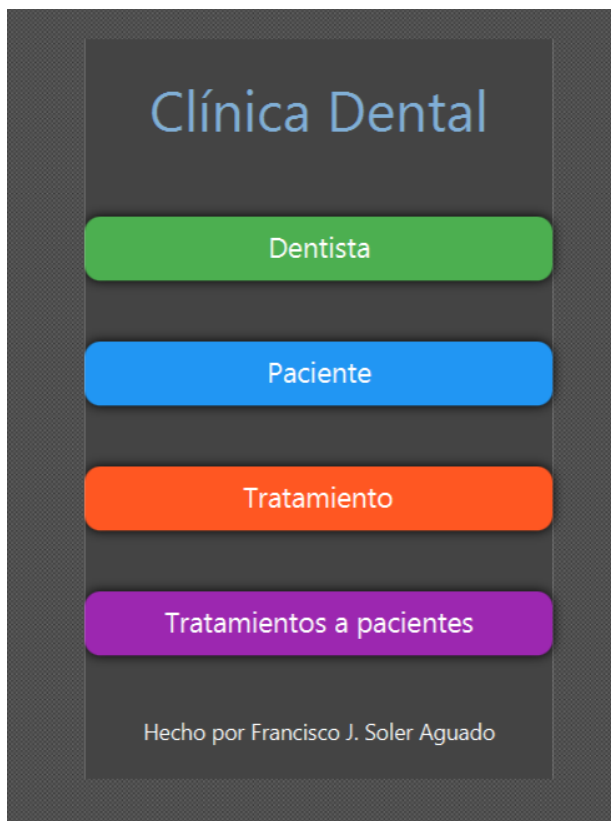 Clínica Dental
Dentista
Paciente
Tratamiento
Tratamientos a pacientes
Hecho por Francisco J. Soler Aguado